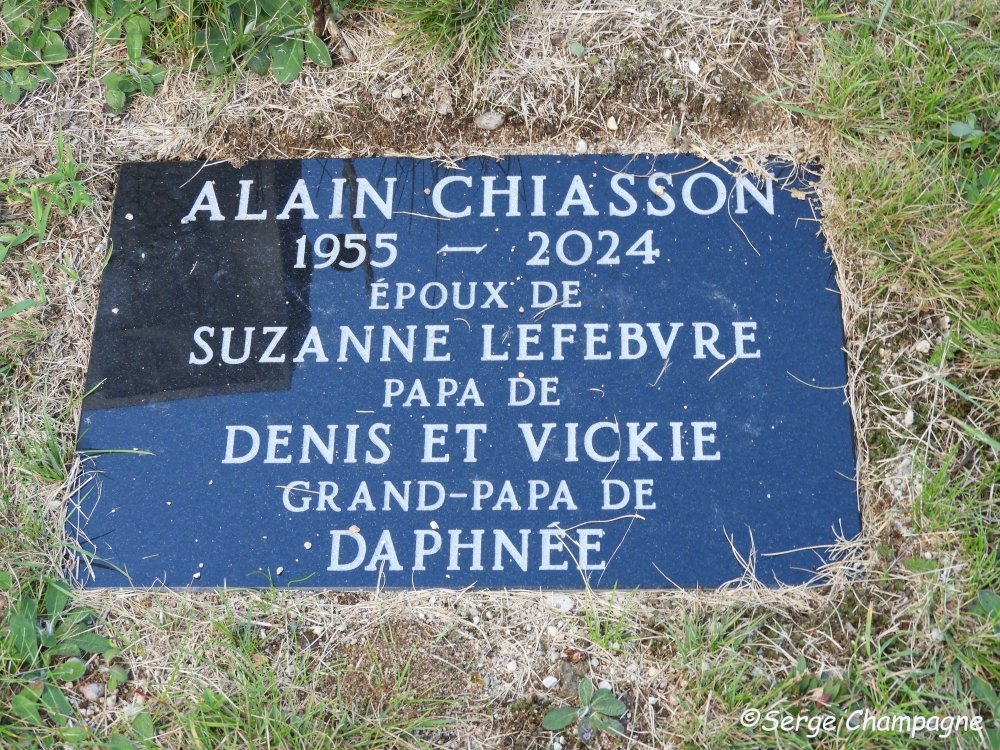 ALAIN CHIASSON
1955 — 2024
ÉPOUX DE
SUZANNE LEFEBVRE
PAPA DE
DENIS ET VICKIE
GRAND-PAPA DE
DAPHNÉE
©Serge Champagne